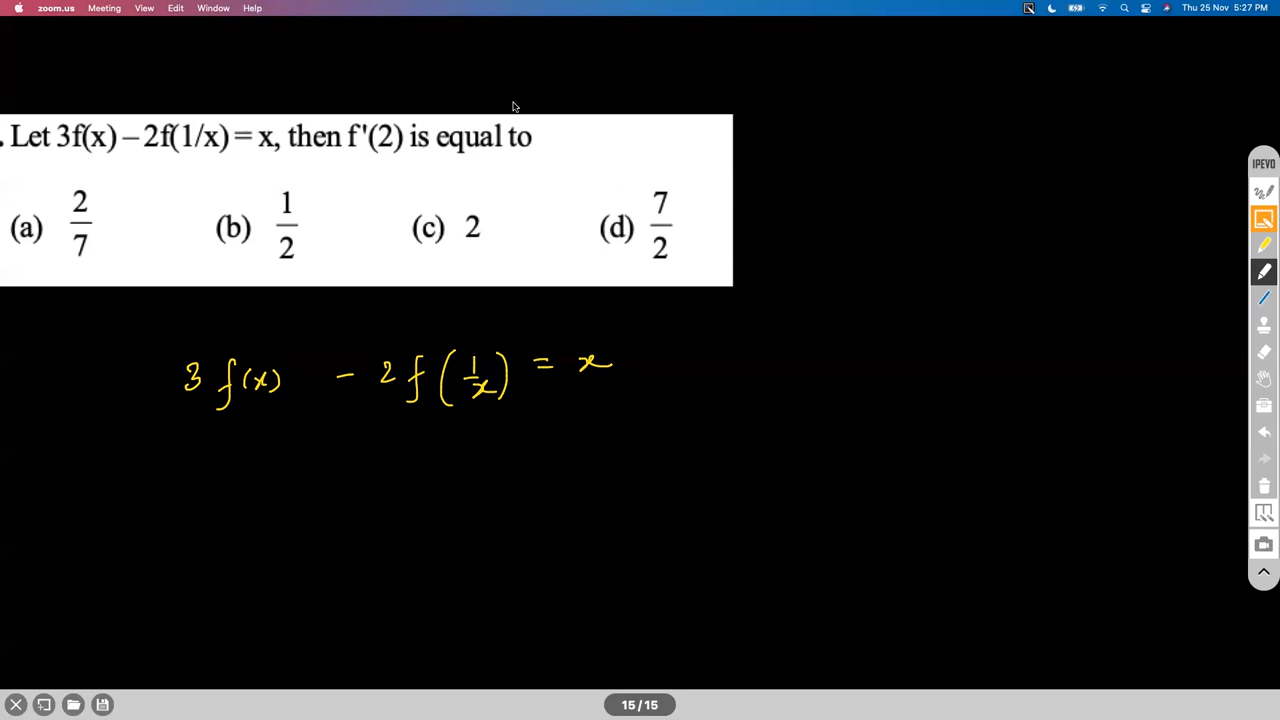 zoom.us Meeting View Edit Window Help Thu 25 Nov 5:27 PM
. Let 3f(x) – 2f(1/x) = x, then f '(2) is equal to
(a) 2/7 (b) 1/2 (c) 2 (d) 7/2
3 f(x) - 2 f(1/x) = x
IPEVO
15 / 15